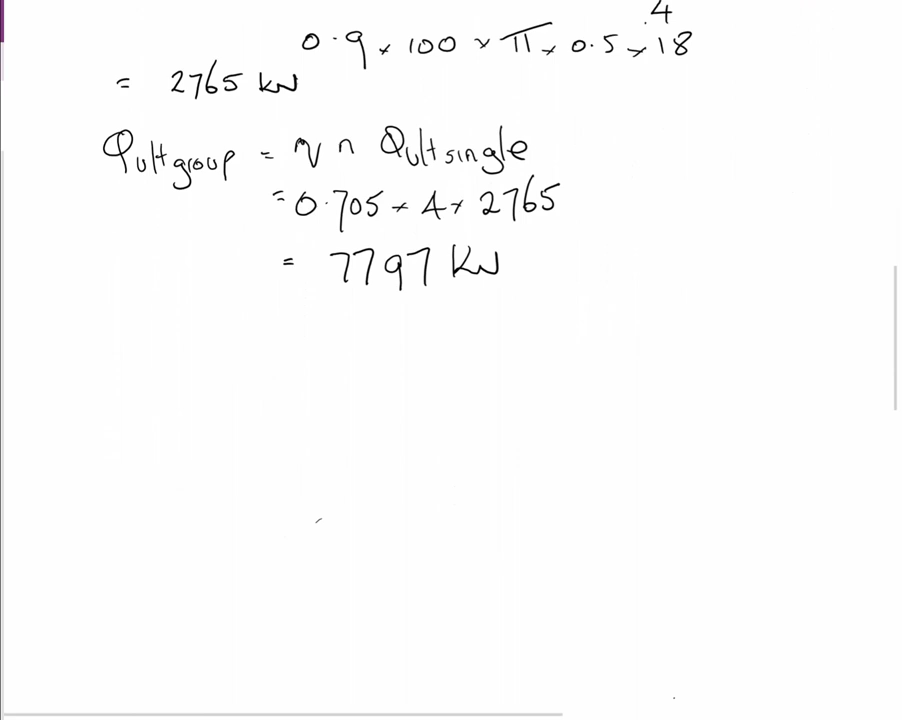 .4
0.9 × 100 × π × 0.5 × 18
= 2765 kN
Qult group = η n Qult single
= 0.705 × 4 × 2765
= 7797 KN